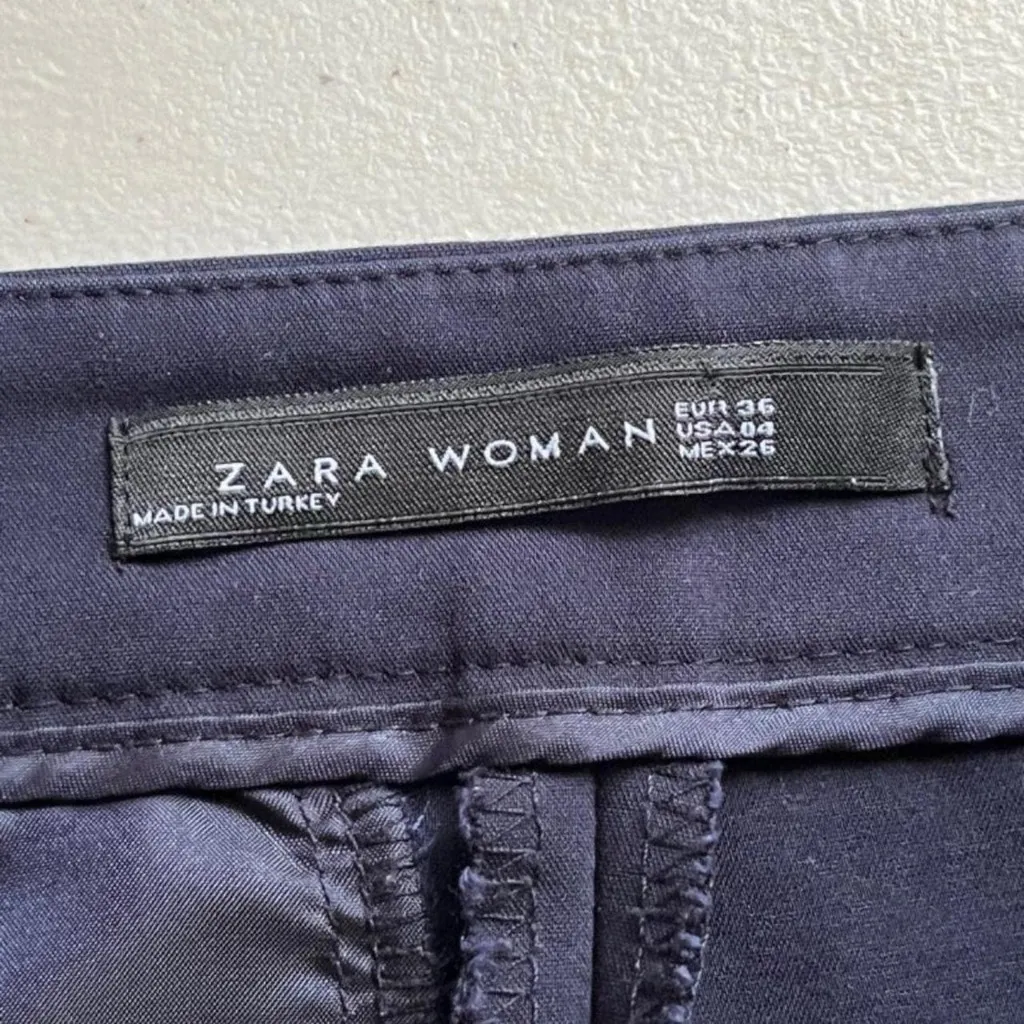 ZARA WOMAN
EUR 36
USA 04
MEX 26
MADE IN TURKEY